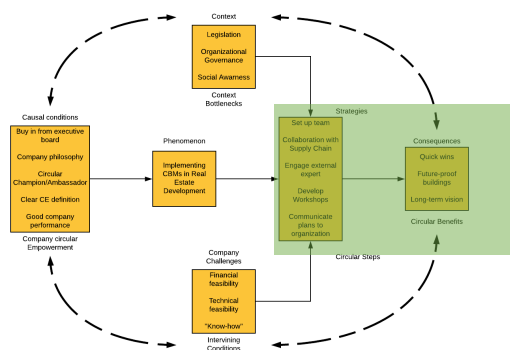 Context
Legislation
Organizational
Governance
Social Awarness
Context
Bottlenecks
Causal conditions
Buy in from executive
board
Company philosophy
Circular
Champion/Ambassador
Clear CE definition
Good company
performance
Company circular
Empowerment
Phenomenon
Implementing
CBMs in Real
Estate
Development
Strategies
Set up team
Collaboration with
Supply Chain
Engage external
expert
Develop
Workshops
Communicate
plans to
organization
Circular Steps
Consequences
Quick wins
Future-proof
buildings
Long-term vision
Circular Benefits
Company
Challenges
Financial
feasibility
Technical
feasibility
"Know-how"
Intervining
Conditions